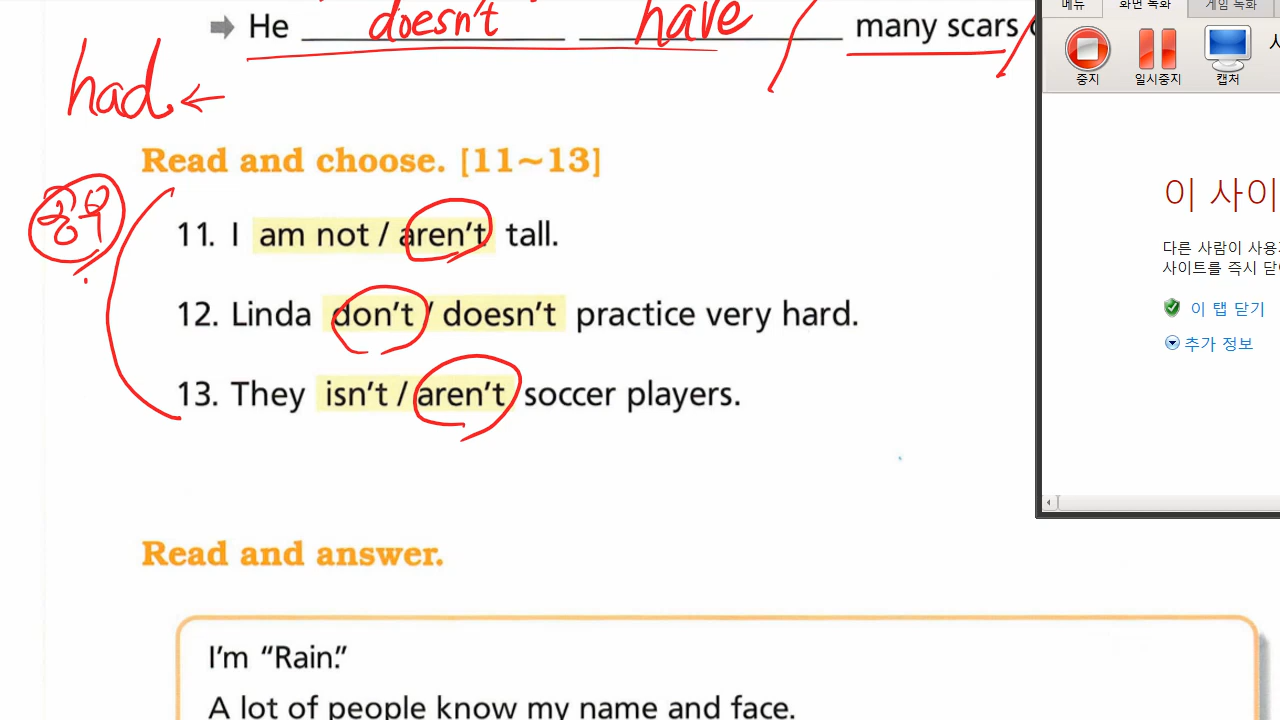 ➡ He doesn't have many scars
had ←
Read and choose. [11~13]
11. I am not / aren't tall.
12. Linda don't / doesn't practice very hard.
13. They isn't / aren't soccer players.
Read and answer.
I'm “Rain.”
A lot of people know my name and face.
메뉴 화면 녹화 게임 녹화
중지 일시중지 캡처
이 사이
다른 사람이 사용
사이트를 즉시 닫
이 탭 닫기
추가 정보